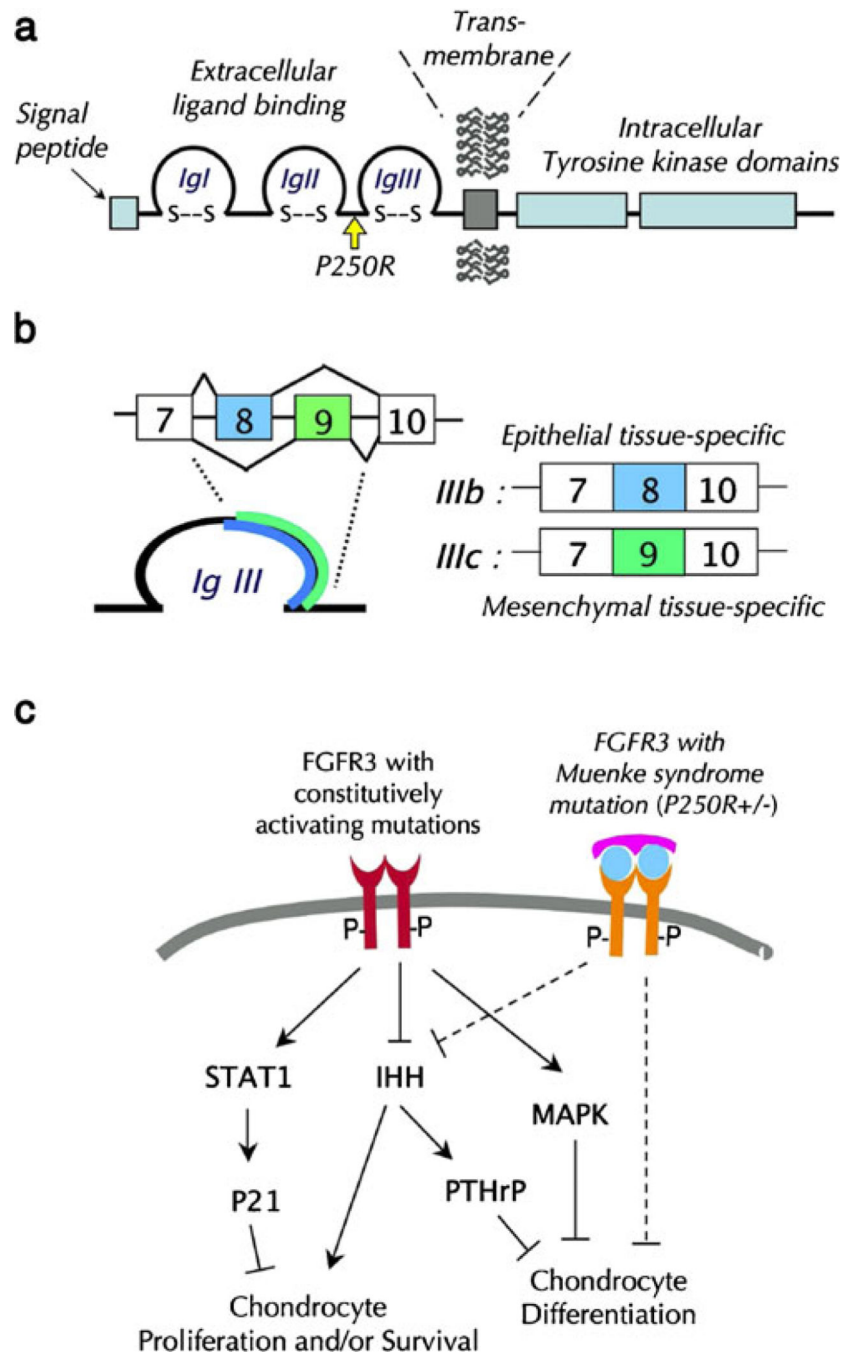 a
Trans-
membrane
Extracellular
ligand binding
Signal
peptide
Intracellular
Tyrosine kinase domains
IgI
IgII
IgIII
S---S
S---S
S---S
P250R
b
7
8
9
10
Epithelial tissue-specific
IIIb :
7
8
10
IIIc :
7
9
10
Mesenchymal tissue-specific
Ig III
c
FGFR3 with
constitutively
activating mutations
FGFR3 with
Muenke syndrome
mutation (P250R+/-)
P-
-P
P-
-P
STAT1
IHH
MAPK
P21
PTHrP
Chondrocyte
Proliferation and/or Survival
Chondrocyte
Differentiation